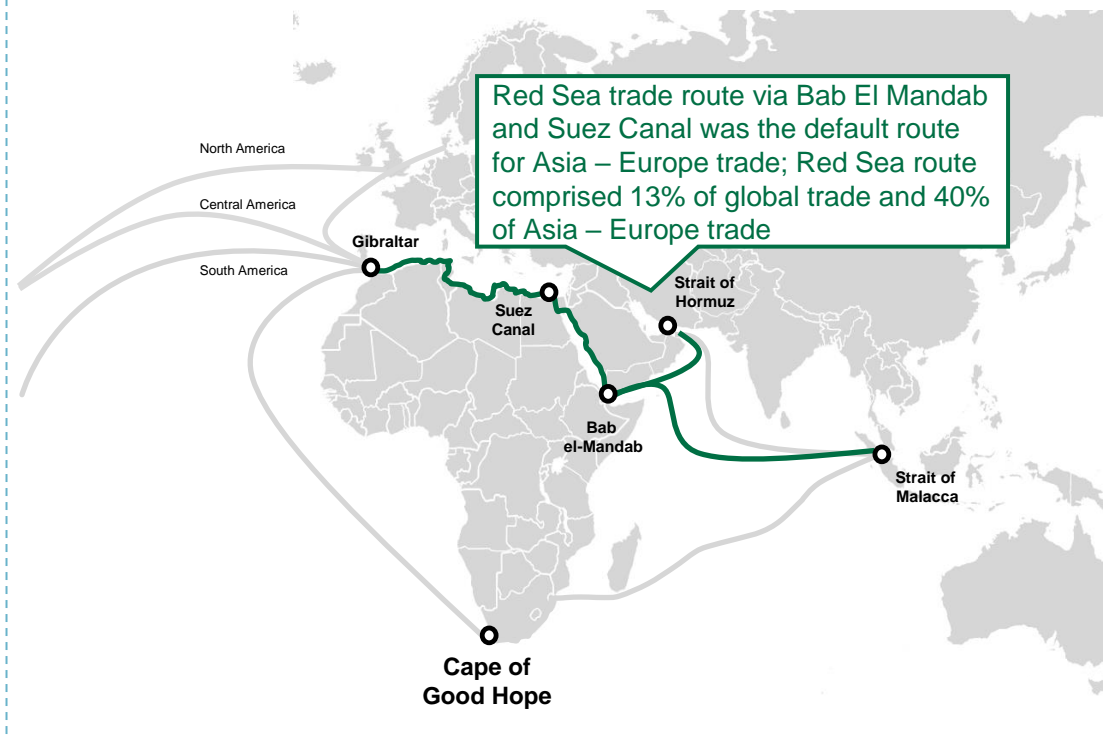 Red Sea trade route via Bab El Mandab
and Suez Canal was the default route
for Asia – Europe trade; Red Sea route
comprised 13% of global trade and 40%
of Asia – Europe trade
North America
Central America
South America
Gibraltar
Suez
Canal
Strait of
Hormuz
Bab
el-Mandab
Strait of
Malacca
Cape of
Good Hope